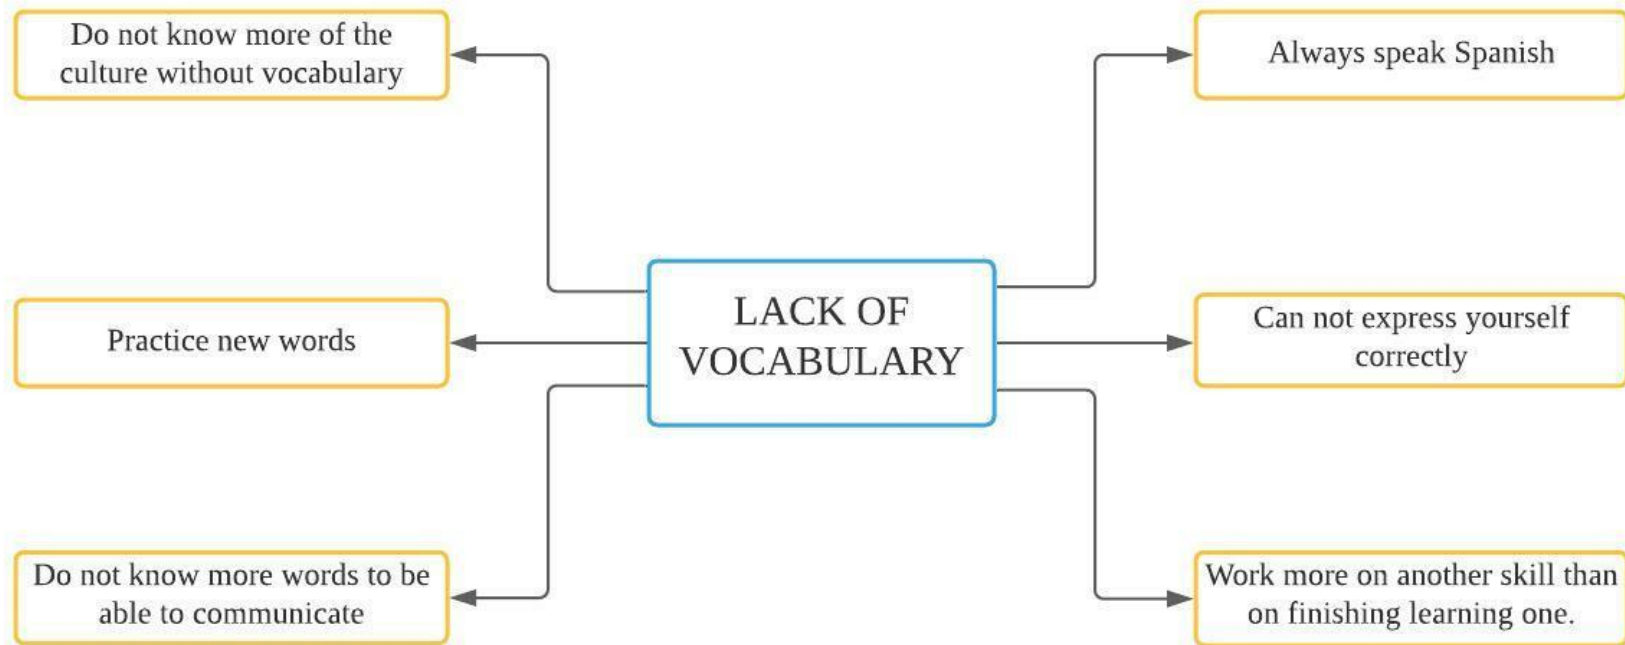 Do not know more of the
culture without vocabulary
Always speak Spanish
LACK OF
VOCABULARY
Practice new words
Can not express yourself
correctly
Do not know more words to be
able to communicate
Work more on another skill than
on finishing learning one.